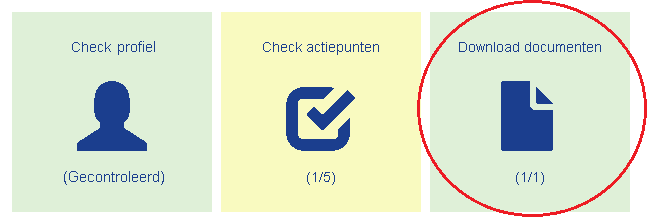 Check profiel
Check actiepunten
Download documenten
(Gecontroleerd)
(1/5)
(1/1)